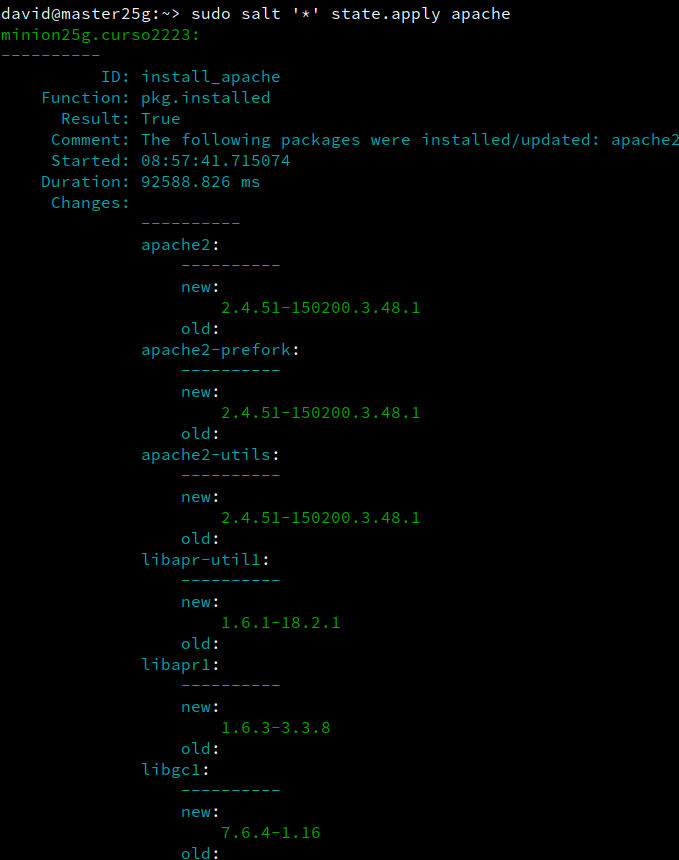 david@master25g:~> sudo salt '*' state.apply apache
minion25g.curso2223:
----------
          ID: install_apache
    Function: pkg.installed
      Result: True
     Comment: The following packages were installed/updated: apache2
     Started: 08:57:41.715074
    Duration: 92588.826 ms
     Changes:
              ----------
              apache2:
                  ----------
                  new:
                      2.4.51-150200.3.48.1
                  old:
              apache2-prefork:
                  ----------
                  new:
                      2.4.51-150200.3.48.1
                  old:
              apache2-utils:
                  ----------
                  new:
                      2.4.51-150200.3.48.1
                  old:
              libapr-util1:
                  ----------
                  new:
                      1.6.1-18.2.1
                  old:
              libapr1:
                  ----------
                  new:
                      1.6.3-3.3.8
                  old:
              libgc1:
                  ----------
                  new:
                      7.6.4-1.16
                  old: